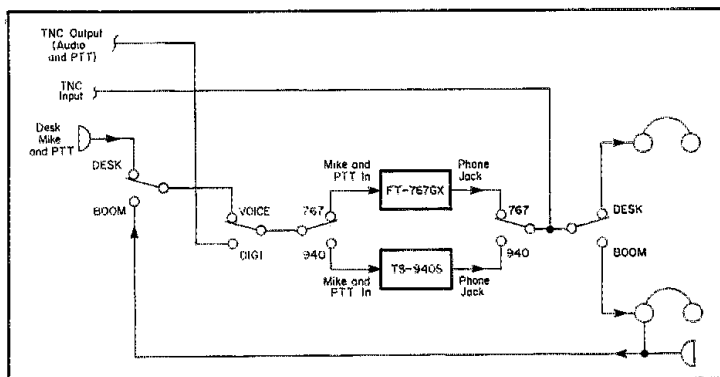 TNC Output
(Audio
and PTT)
TNC
Input
Desk
Mike
and PTT
DESK
BOOM
VOICE
DIGI
Mike and
PTT In
767
940
Mike and
PTT In
FT-767GX
TS-940S
Phone
Jack
Phone
Jack
767
940
DESK
BOOM